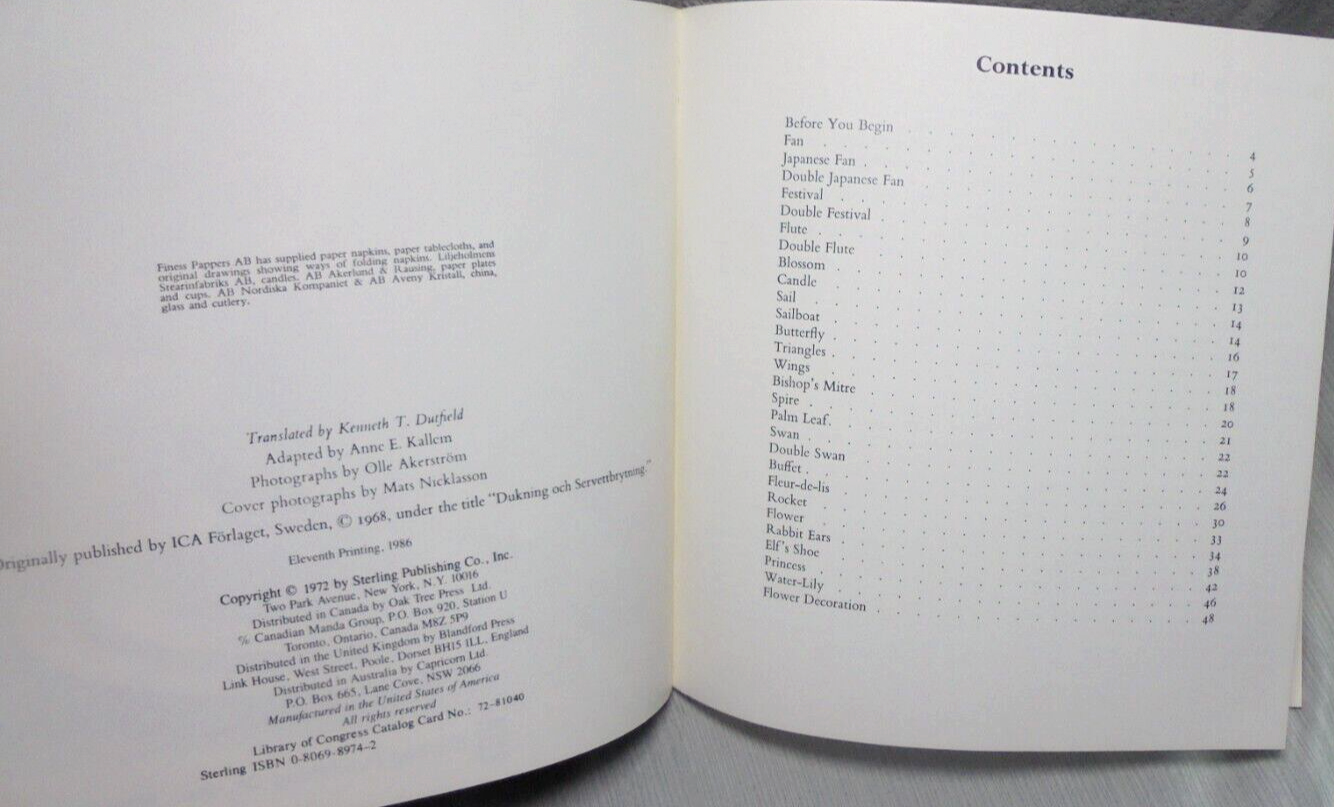 Finess Pappers AB has supplied paper napkins, paper tablecloths, and
original drawings showing ways of folding napkins. Liljeholmens
Stearinfabriks AB, candles. AB Akerlund & Rausing, paper plates
and cups. AB Nordiska Kompaniet & AB Aveny Kristall, china,
glass and cutlery.
Translated by Kenneth T. Dutfield
Adapted by Anne E. Kallem
Photographs by Olle Akerström
Cover photographs by Mats Nicklasson
Originally published by ICA Förlaget, Sweden, © 1968, under the title "Dukning och Servettbrytning."
Eleventh Printing, 1986
Copyright © 1972 by Sterling Publishing Co., Inc.
Two Park Avenue, New York, N.Y. 10016
Distributed in Canada by Oak Tree Press Ltd.
% Canadian Manda Group, P.O. Box 920, Station U
Toronto, Ontario, Canada M8Z 5P9
Distributed in the United Kingdom by Blandford Press
Link House, West Street, Poole, Dorset BH15 1LL, England
Distributed in Australia by Capricorn Ltd.
P.O. Box 665, Lane Cove, NSW 2066
Manufactured in the United States of America
All rights reserved
Library of Congress Catalog Card No.: 72-81040
Sterling ISBN 0-8069-8974-2
Contents
Before You Begin 4
Fan 5
Japanese Fan 6
Double Japanese Fan 7
Festival 8
Double Festival 9
Flute 10
Double Flute 10
Blossom 12
Candle 13
Sail 14
Sailboat 14
Butterfly 16
Triangles 17
Wings 18
Bishop's Mitre 18
Spire 20
Palm Leaf 21
Swan 22
Double Swan 22
Buffet 24
Fleur-de-lis 26
Rocket 30
Flower 33
Rabbit Ears 34
Elf's Shoe 38
Princess 42
Water-Lily 46
Flower Decoration 48